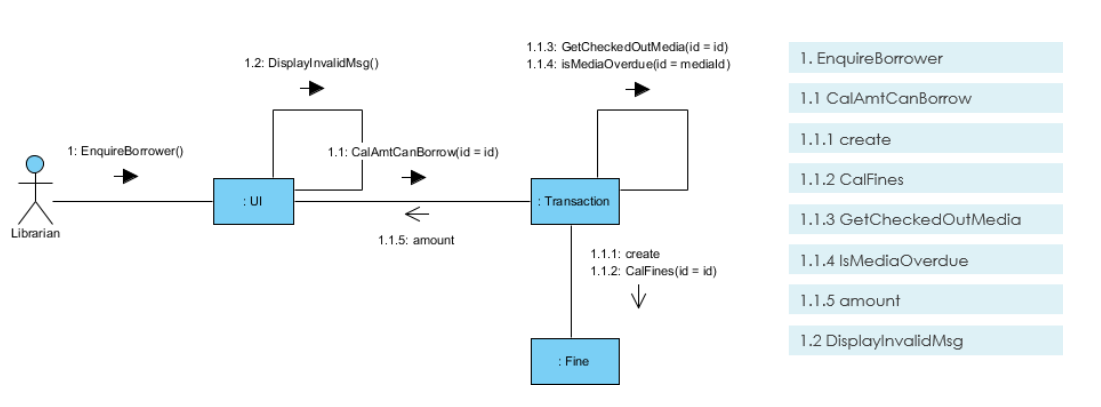 1.1.3: GetCheckedOutMedia(id = id)
1.1.4: isMediaOverdue(id = mediaId)
1.2: DisplayInvalidMsg()
1: EnquireBorrower()
1.1: CalAmtCanBorrow(id = id)
: UI
: Transaction
Librarian
1.1.5: amount
1.1.1: create
1.1.2: CalFines(id = id)
: Fine
1. EnquireBorrower
1.1 CalAmtCanBorrow
1.1.1 create
1.1.2 CalFines
1.1.3 GetCheckedOutMedia
1.1.4 IsMediaOverdue
1.1.5 amount
1.2 DisplayInvalidMsg